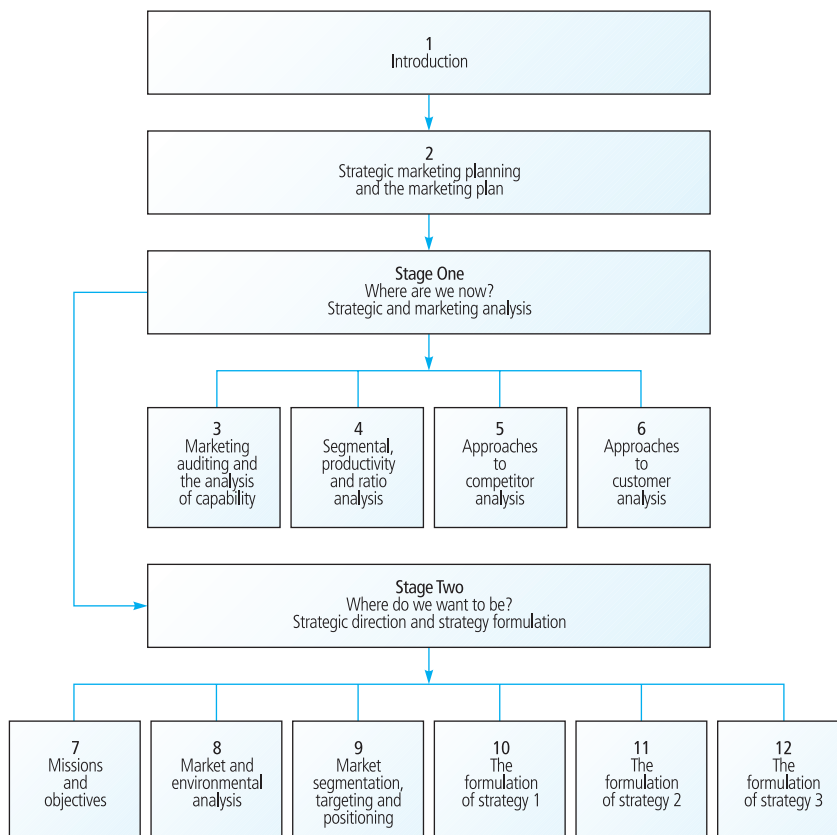 1
Introduction
2
Strategic marketing planning
and the marketing plan
Stage One
Where are we now?
Strategic and marketing analysis
3
Marketing
auditing and
the analysis
of capability
4
Segmental,
productivity
and ratio
analysis
5
Approaches
to
competitor
analysis
6
Approaches
to
customer
analysis
Stage Two
Where do we want to be?
Strategic direction and strategy formulation
7
Missions
and
objectives
8
Market and
environmental
analysis
9
Market
segmentation,
targeting and
positioning
10
The
formulation
of strategy 1
11
The
formulation
of strategy 2
12
The
formulation
of strategy 3